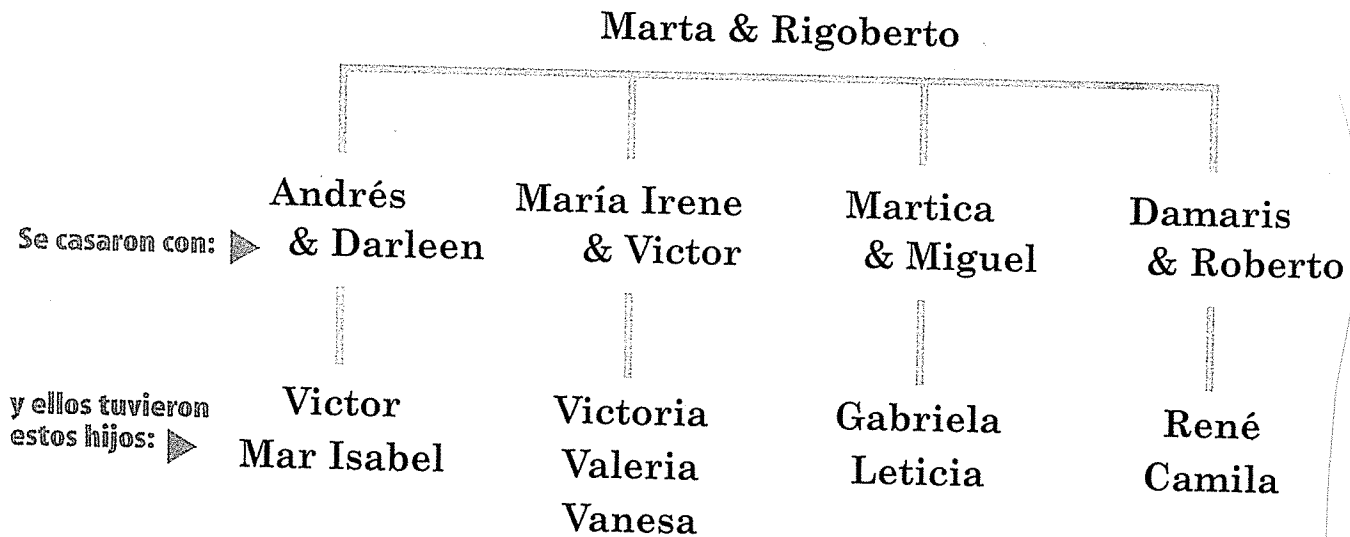 Marta & Rigoberto
Andrés
& Darleen
María Irene
& Victor
Martica
& Miguel
Damaris
& Roberto
Se casaron con:
y ellos tuvieron
estos hijos:
Victor
Mar Isabel
Victoria
Valeria
Vanesa
Gabriela
Leticia
René
Camila